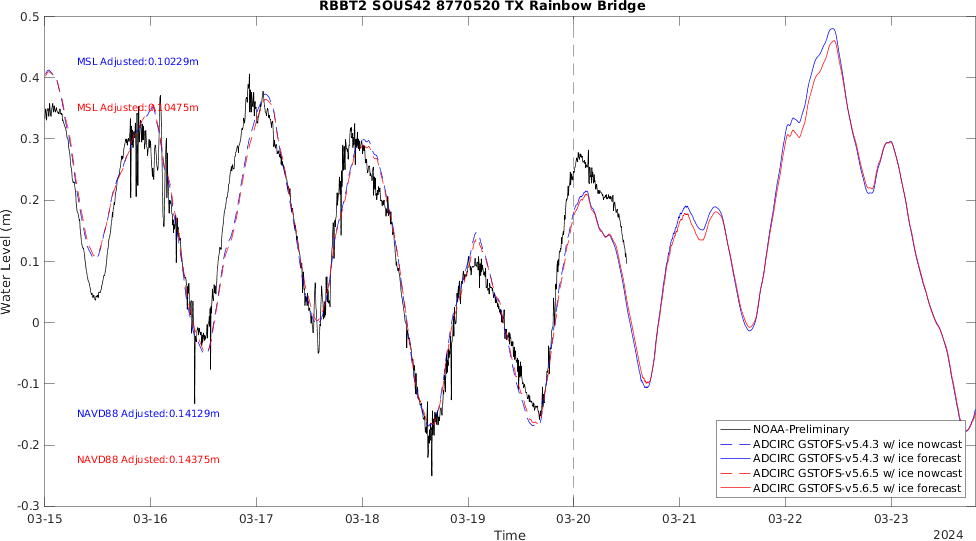 RBBT2 SOUS42 8770520 TX Rainbow Bridge
0.5
0.4
0.3
0.2
0.1
0
-0.1
-0.2
-0.3
Water Level (m)
MSL Adjusted:0.10229m
MSL Adjusted:0.10475m
NAVD88 Adjusted:0.14129m
NAVD88 Adjusted:0.14375m
NOAA-Preliminary
ADCIRC GSTOFS-v5.4.3 w/ ice nowcast
ADCIRC GSTOFS-v5.4.3 w/ ice forecast
ADCIRC GSTOFS-v5.6.5 w/ ice nowcast
ADCIRC GSTOFS-v5.6.5 w/ ice forecast
03-15 03-16 03-17 03-18 03-19 03-20 03-21 03-22 03-23
Time
2024